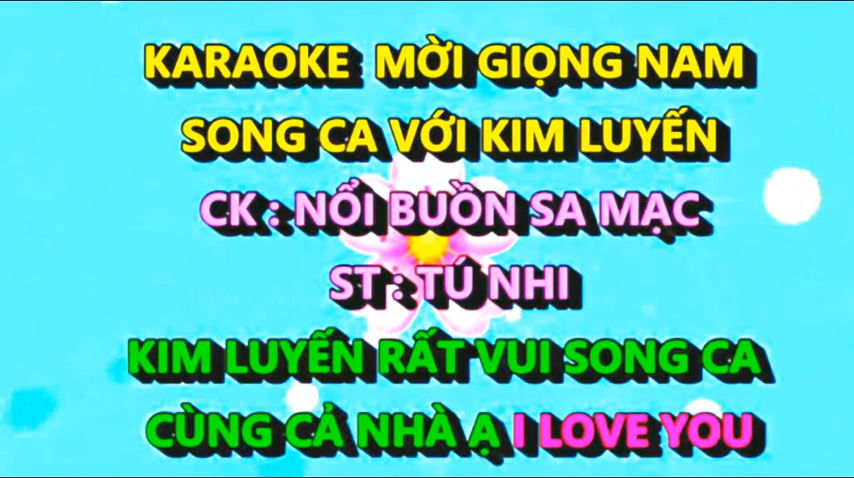 KARAOKE MỜI GIỌNG NAM
SONG CA VỚI KIM LUYẾN
CK : NỔI BUỒN SA MẠC
ST : TÚ NHI
KIM LUYẾN RẤT VUI SONG CA
CÙNG CẢ NHÀ Ạ I LOVE YOU